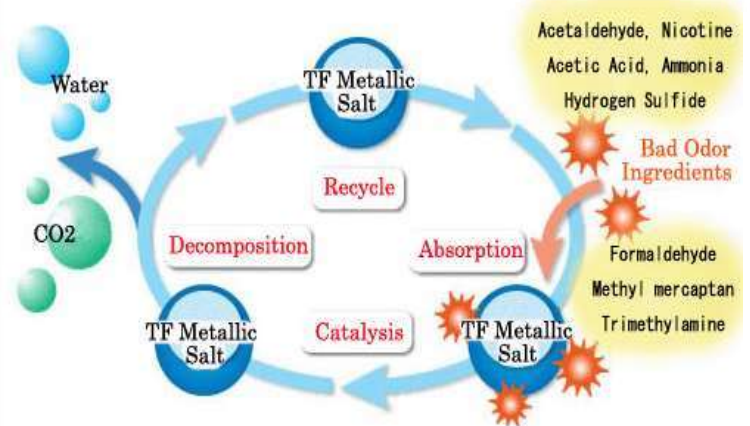 Acetaldehyde, Nicotine
Acetic Acid, Ammonia
Hydrogen Sulfide
Water
TF Metallic
Salt
Bad Odor
Ingredients
Recycle
CO2
Decomposition
Absorption
Formaldehyde
Methyl mercaptan
Trimethylamine
TF Metallic
Salt
Catalysis
TF Metallic
Salt